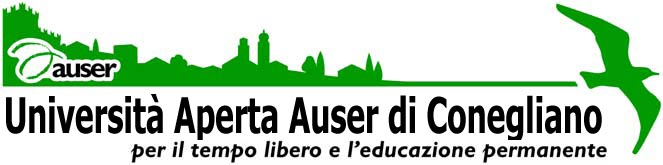 auser
Università Aperta Auser di Conegliano
per il tempo libero e l'educazione permanente